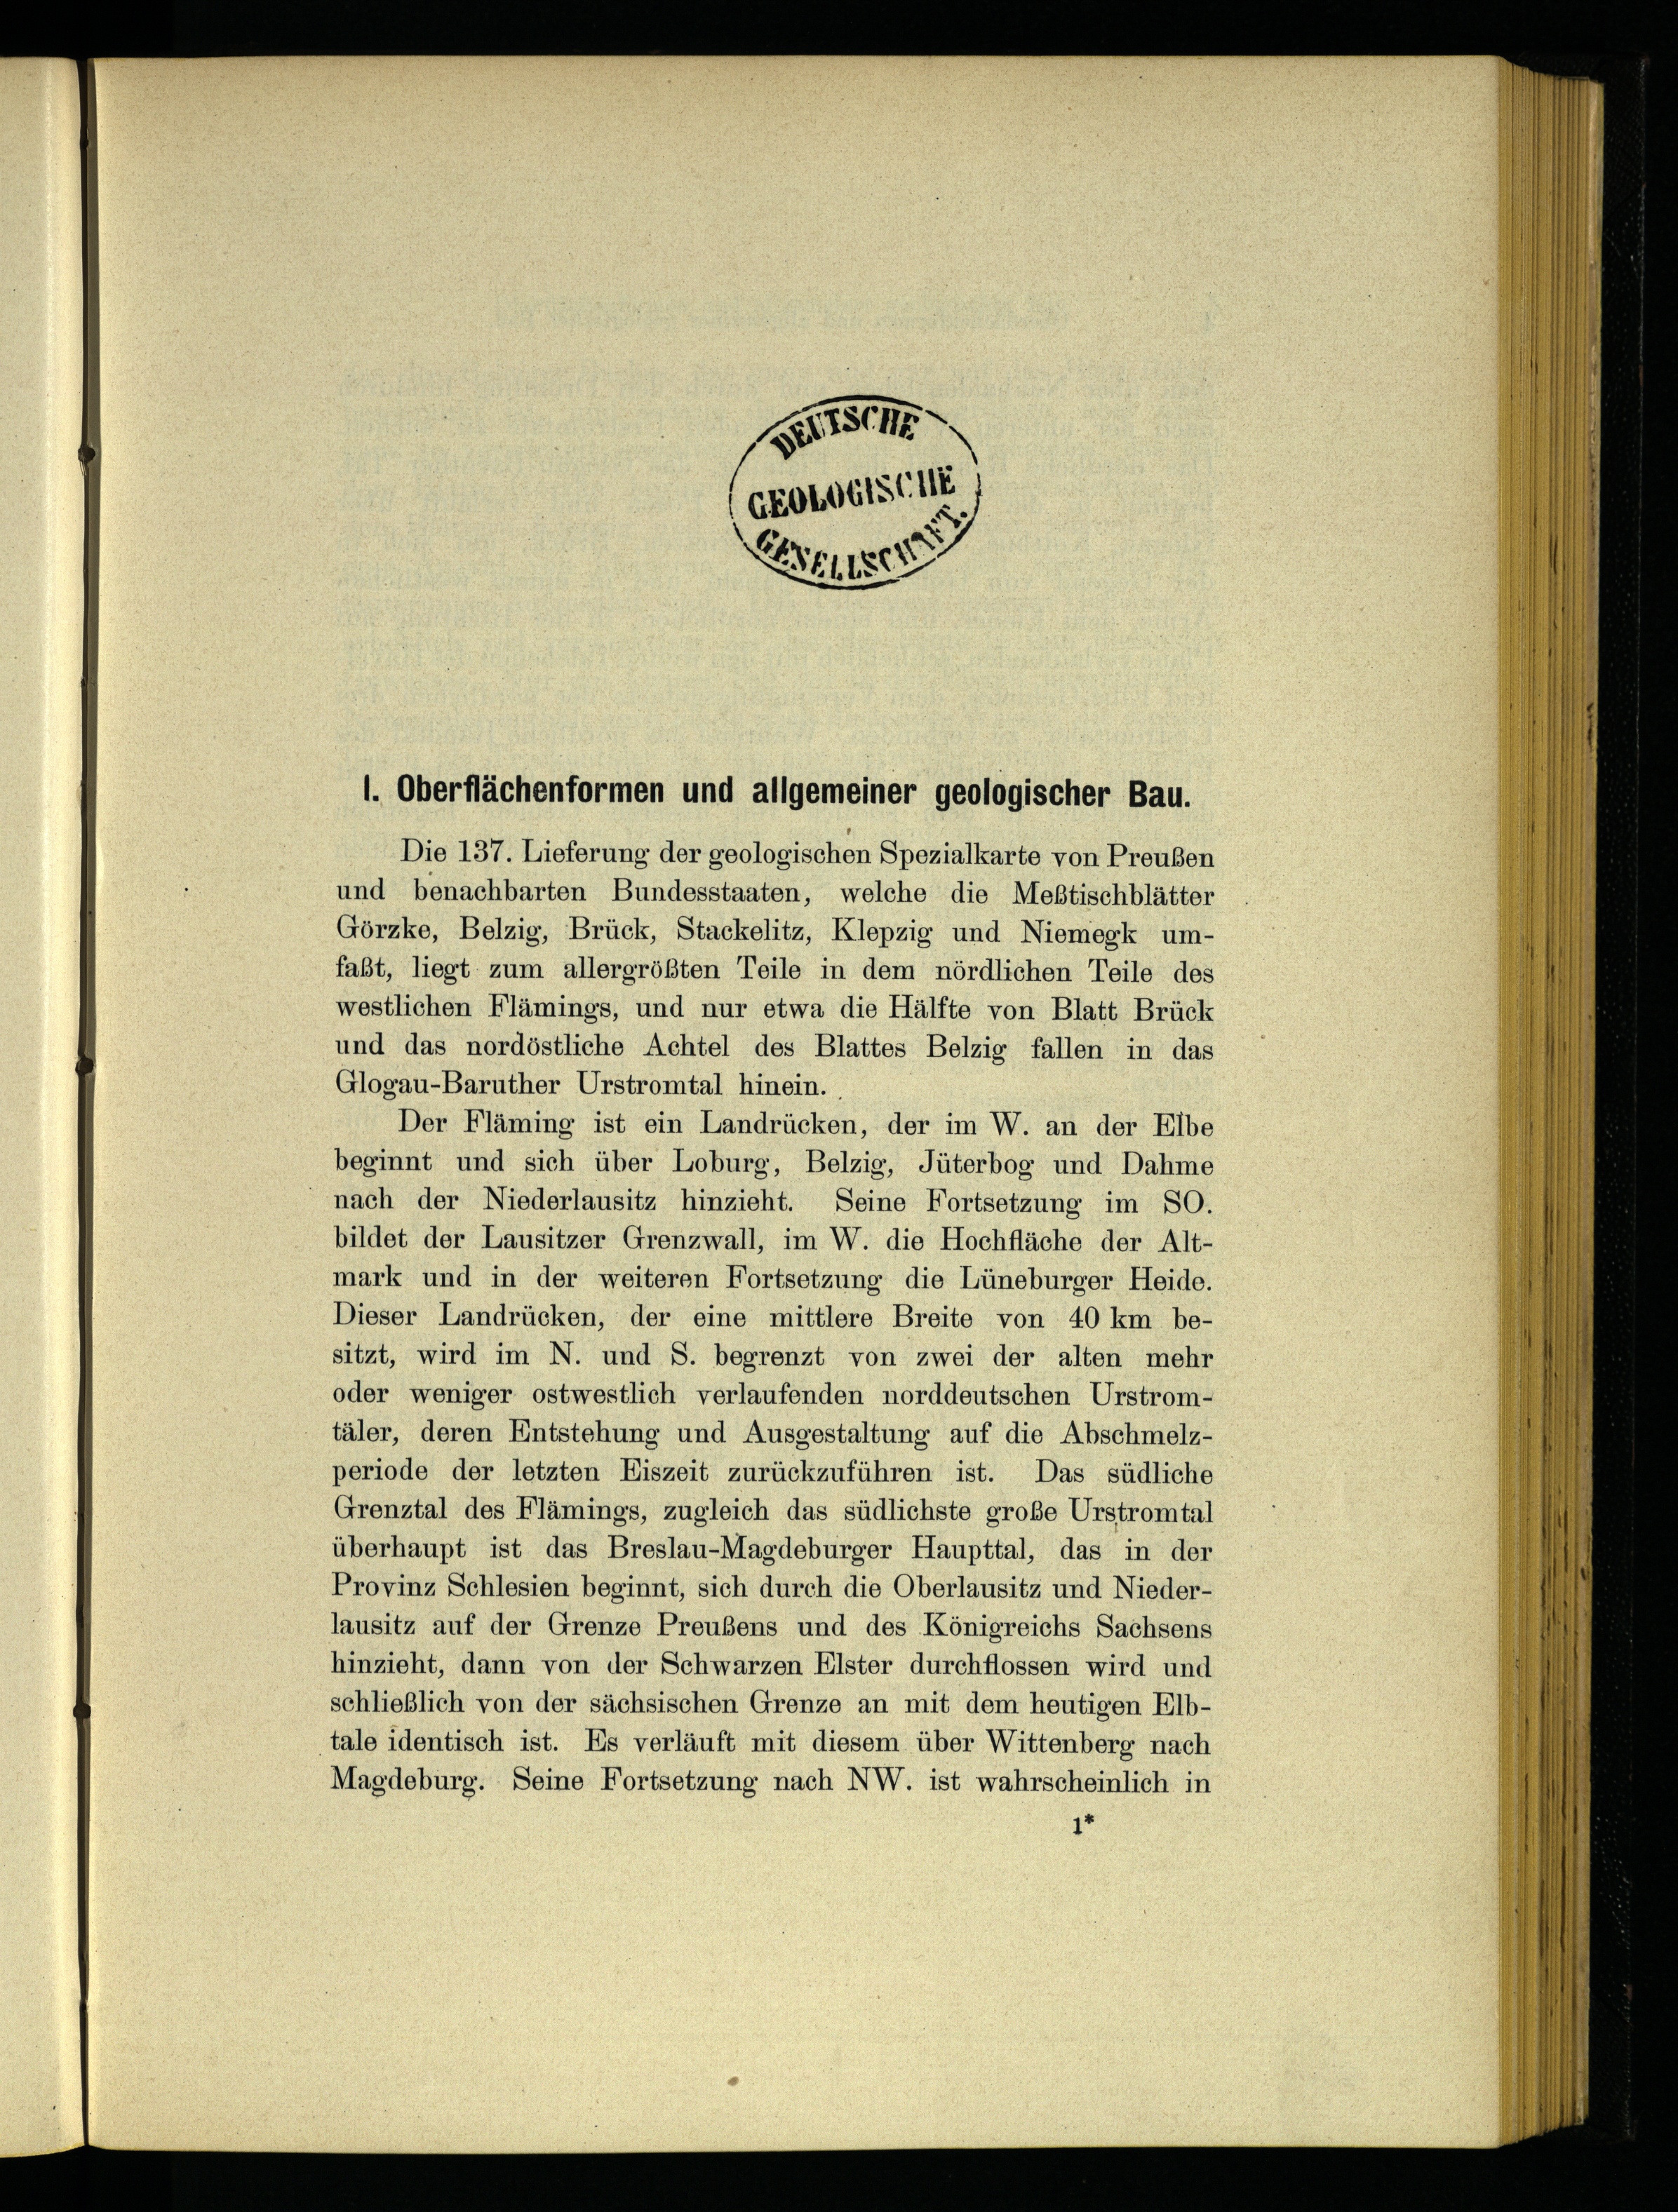 DEUTSCHE
GEOLOGISCHE
GESELLSCHAFT.
I. Oberflächenformen und allgemeiner geologischer Bau.
Die 137. Lieferung der geologischen Spezialkarte von Preußen
und benachbarten Bundesstaaten, welche die Meßtischblätter
Görzke, Belzig, Brück, Stackelitz, Klepzig und Niemegk um-
faßt, liegt zum allergrößten Teile in dem nördlichen Teile des
westlichen Flämings, und nur etwa die Hälfte von Blatt Brück
und das nordöstliche Achtel des Blattes Belzig fallen in das
Glogau-Baruther Urstromtal hinein.
Der Fläming ist ein Landrücken, der im W. an der Elbe
beginnt und sich über Loburg, Belzig, Jüterbog und Dahme
nach der Niederlausitz hinzieht. Seine Fortsetzung im SO.
bildet der Lausitzer Grenzwall, im W. die Hochfläche der Alt-
mark und in der weiteren Fortsetzung die Lüneburger Heide.
Dieser Landrücken, der eine mittlere Breite von 40 km be-
sitzt, wird im N. und S. begrenzt von zwei der alten mehr
oder weniger ostwestlich verlaufenden norddeutschen Urstrom-
täler, deren Entstehung und Ausgestaltung auf die Abschmelz-
periode der letzten Eiszeit zurückzuführen ist. Das südliche
Grenztal des Flämings, zugleich das südlichste große Urstromtal
überhaupt ist das Breslau-Magdeburger Haupttal, das in der
Provinz Schlesien beginnt, sich durch die Oberlausitz und Nieder-
lausitz auf der Grenze Preußens und des Königreichs Sachsens
hinzieht, dann von der Schwarzen Elster durchflossen wird und
schließlich von der sächsischen Grenze an mit dem heutigen Elb-
tale identisch ist. Es verläuft mit diesem über Wittenberg nach
Magdeburg. Seine Fortsetzung nach NW. ist wahrscheinlich in
1*